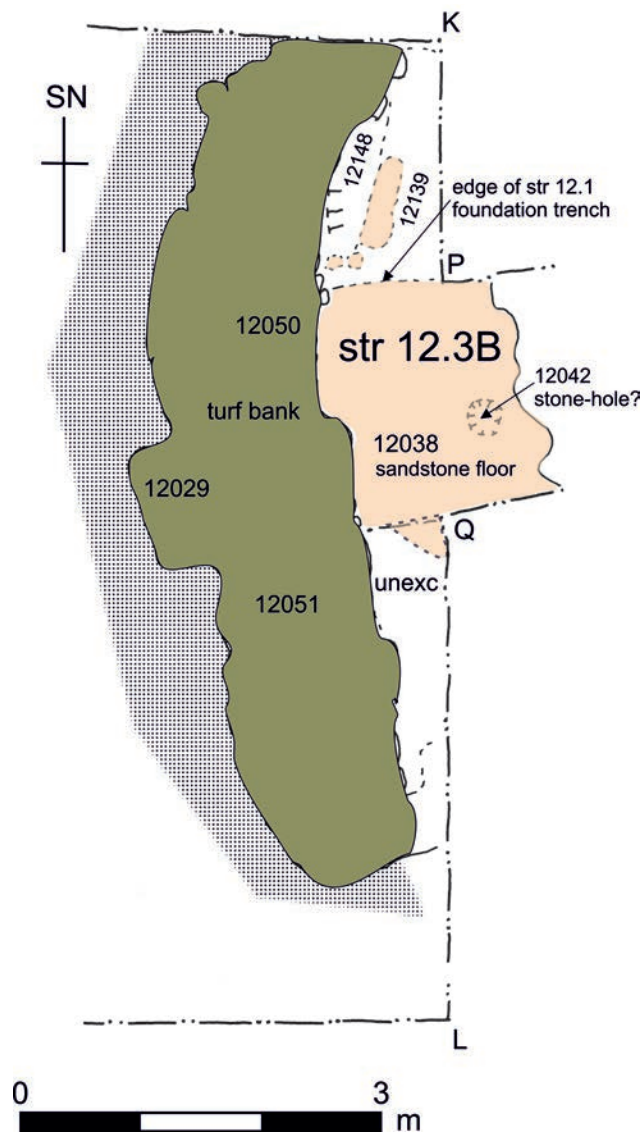 K
SN
12148
12139
edge of str 12.1
foundation trench
P
12050
str 12.3B
12042
stone-hole?
turf bank
12038
sandstone floor
12029
Q
unexc
12051
L
0
3
m